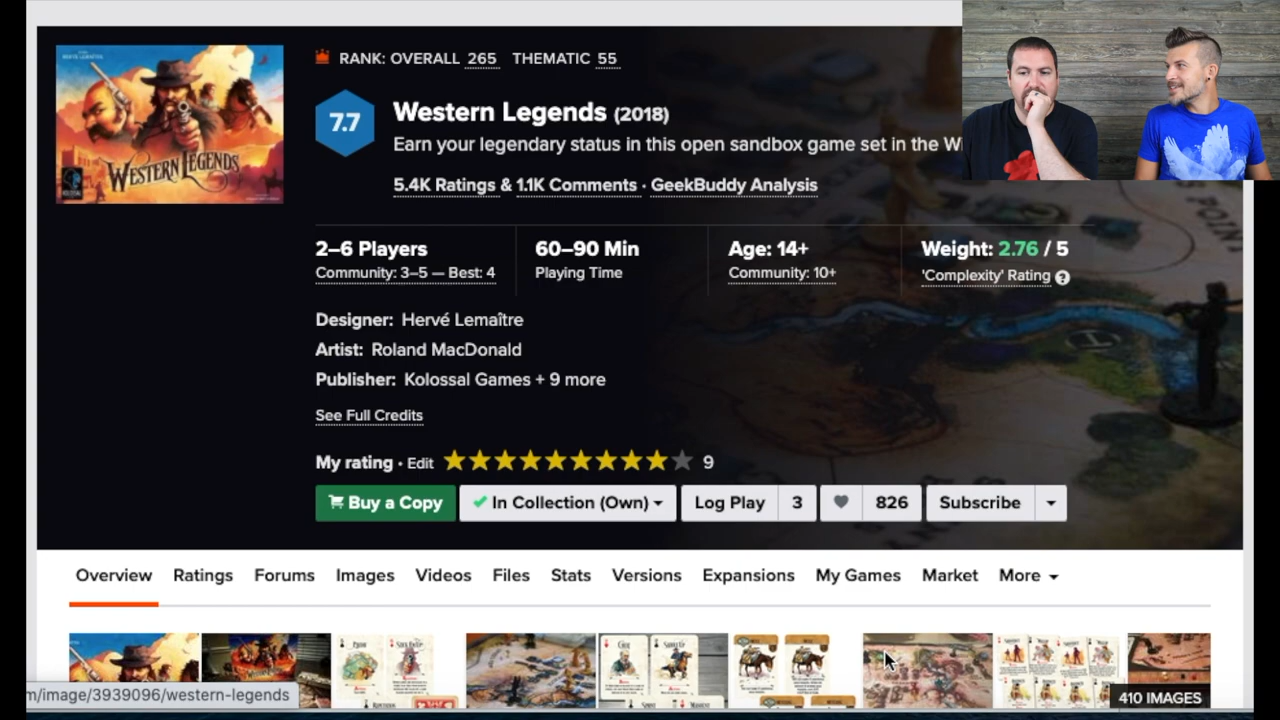 RANK: OVERALL 265 THEMATIC 55
7.7
Western Legends (2018)
Earn your legendary status in this open sandbox game set in the W
5.4K Ratings & 1.1K Comments · GeekBuddy Analysis
WESTERN LEGENDS
2–6 Players
60–90 Min
Age: 14+
Weight: 2.76 / 5
Community: 3–5 — Best: 4
Playing Time
Community: 10+
'Complexity' Rating ?
Designer: Hervé Lemaître
Artist: Roland MacDonald
Publisher: Kolossal Games + 9 more
See Full Credits
My rating · Edit 9
Buy a Copy
In Collection (Own)
Log Play 3
826
Subscribe
Overview Ratings Forums Images Videos Files Stats Versions Expansions My Games Market More
m/image/3939096/western-legends
410 IMAGES